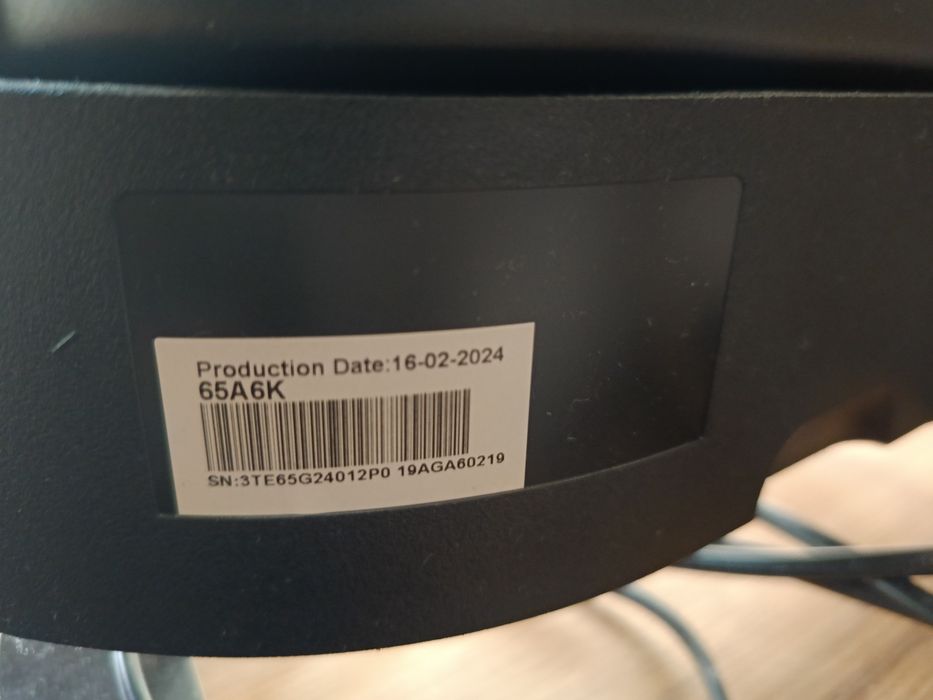 Production Date:16-02-2024
65A6K
SN:3TE65G24012P0 19AGA60219